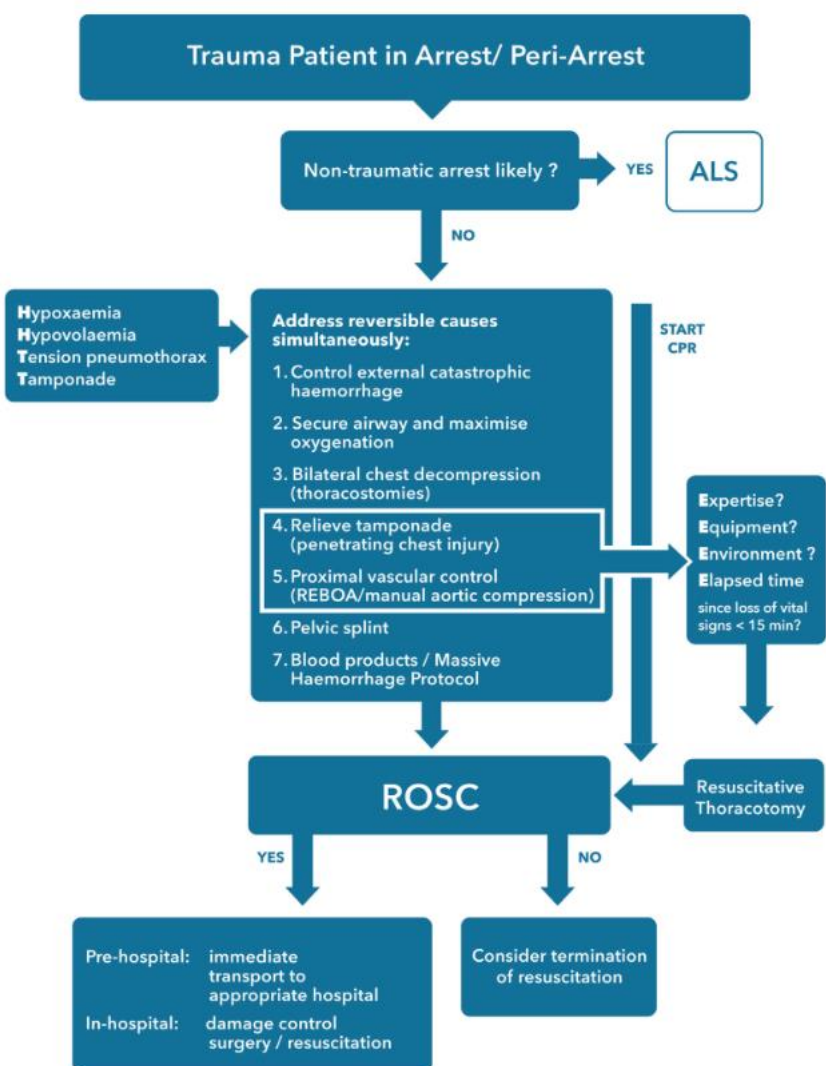 Trauma Patient in Arrest/ Peri-Arrest
Non-traumatic arrest likely ?
YES
ALS
NO
Hypoxaemia
Hypovolaemia
Tension pneumothorax
Tamponade
Address reversible causes
simultaneously:
1. Control external catastrophic
haemorrhage
2. Secure airway and maximise
oxygenation
3. Bilateral chest decompression
(thoracostomies)
4. Relieve tamponade
(penetrating chest injury)
5. Proximal vascular control
(REBOA/manual aortic compression)
6. Pelvic splint
7. Blood products / Massive
Haemorrhage Protocol
START
CPR
Expertise?
Equipment?
Environment ?
Elapsed time
since loss of vital
signs < 15 min?
Resuscitative
Thoracotomy
ROSC
YES
NO
Pre-hospital: immediate
transport to
appropriate hospital
In-hospital: damage control
surgery / resuscitation
Consider termination
of resuscitation